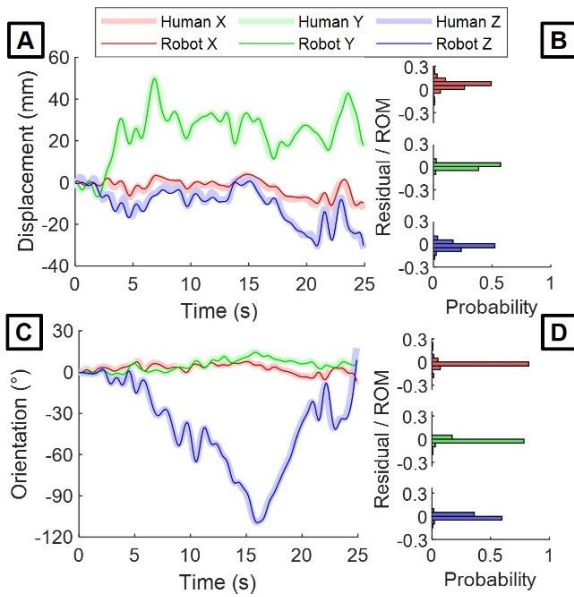 Human X Human Y Human Z
Robot X Robot Y Robot Z
A
B
Displacement (mm)
60
40
20
0
-20
-40
0 5 10 15 20 25
Time (s)
Residual / ROM
0.3
0
-0.3
0.3
0
-0.3
0.3
0
-0.3
0 0.5 1
Probability
C
D
Orientation (°)
30
0
-30
-60
-90
-120
0 5 10 15 20 25
Time (s)
Residual / ROM
0.3
0
-0.3
0.3
0
-0.3
0.3
0
-0.3
0 0.5 1
Probability